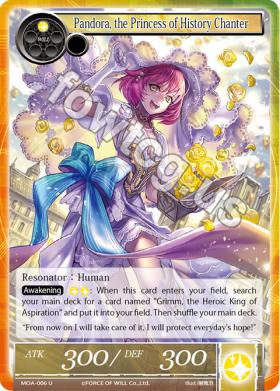 Pandora, the Princess of History Chanter
WILL
fowtcg.us
Resonator : Human
Awakening : When this card enters your field, search your
main deck for a card named "Grimm, the Heroic King of
Aspiration" and put it into your field. Then shuffle your main deck.
"From now on I will take care of it. I will protect everyday's hope!"
ATK 300 / DEF 300
MOA-006 U ©FORCE OF WILL Co.,Ltd.